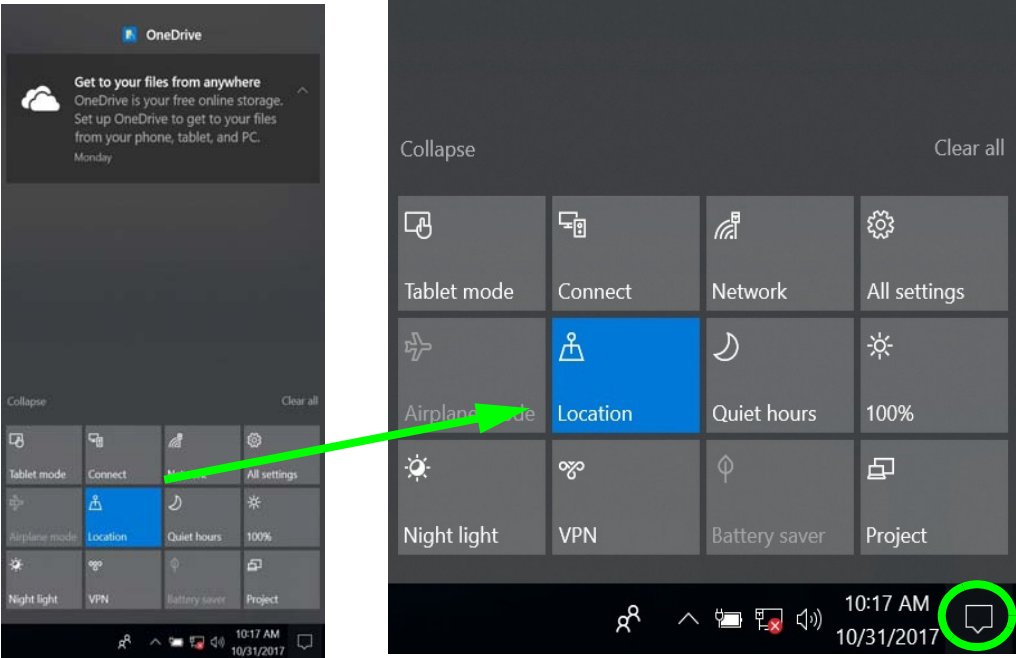 OneDrive
Get to your files from anywhere
OneDrive is your free online storage.
Set up OneDrive to get to your files
from your phone, tablet, and PC.
Monday
Collapse Clear all
Tablet mode Connect Network All settings
Airplane mode Location Quiet hours 100%
Night light VPN Battery saver Project
10:17 AM
10/31/2017
Collapse Clear all
Tablet mode Connect Network All settings
Airplane mode Location Quiet hours 100%
Night light VPN Battery saver Project
10:17 AM
10/31/2017